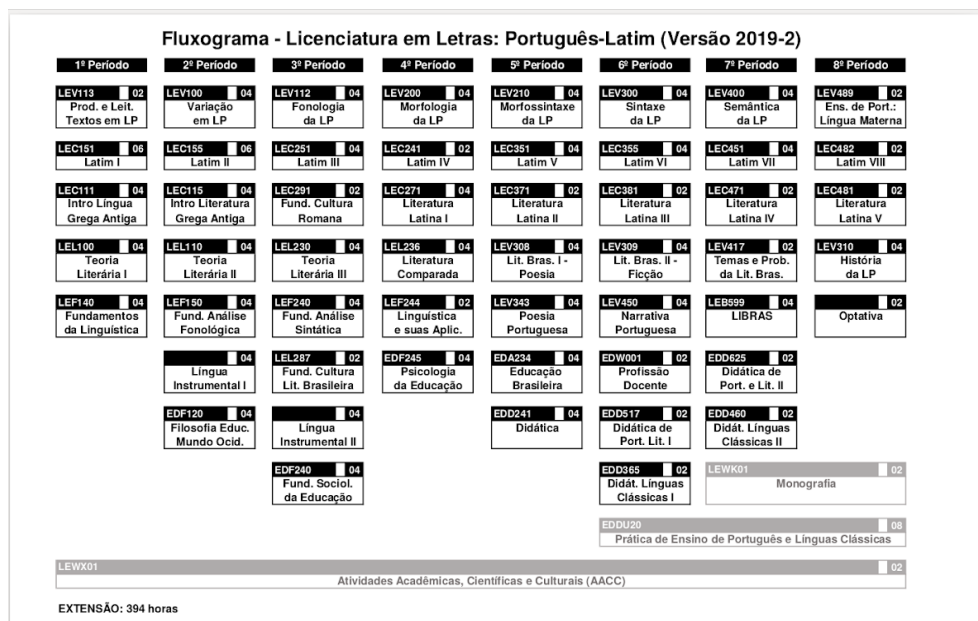 Fluxograma - Licenciatura em Letras: Português-Latim (Versão 2019-2)
1º Período 2º Período 3º Período 4º Período 5º Período 6º Período 7º Período 8º Período
LEV113 02 LEV100 04 LEV112 04 LEV200 04 LEV210 04 LEV300 04 LEV400 04 LEV489 02
Prod. e Leit. Variação Fonologia Morfologia Morfossintaxe Sintaxe Semântica Ens. de Port.:
Textos em LP em LP da LP da LP da LP da LP da LP Língua Materna
LEC151 06 LEC155 06 LEC251 04 LEC241 02 LEC351 04 LEC355 04 LEC451 04 LEC482 02
Latim I Latim II Latim III Latim IV Latim V Latim VI Latim VII Latim VIII
LEC111 04 LEC115 04 LEC291 02 LEC271 04 LEC371 02 LEC381 02 LEC471 02 LEC481 02
Intro Língua Intro Literatura Fund. Cultura Literatura Literatura Literatura Literatura Literatura
Grega Antiga Grega Antiga Romana Latina I Latina II Latina III Latina IV Latina V
LEL100 04 LEL110 04 LEL230 04 LEL236 04 LEV308 04 LEV309 04 LEV417 02 LEV310 04
Teoria Teoria Teoria Literatura Lit. Bras. I - Lit. Bras. II - Temas e Prob. História
Literária I Literária II Literária III Comparada Poesia Ficção da Lit. Bras. da LP
LEF140 04 LEF150 04 LEF240 04 LEF244 02 LEV343 04 LEV450 04 LEB599 04 02
Fundamentos Fund. Análise Fund. Análise Linguística Poesia Narrativa LIBRAS Optativa
da Linguística Fonológica Sintática e suas Aplic. Portuguesa Portuguesa
04 LEL287 02 EDF245 04 EDA234 04 EDW001 02 EDD625 02
Língua Fund. Cultura Psicologia Educação Profissão Didática de
Instrumental I Lit. Brasileira da Educação Brasileira Docente Port. e Lit. II
EDF120 04 04 EDD241 04 EDD517 02 EDD460 02
Filosofia Educ. Língua Didática Didática de Didát. Línguas
Mundo Ocid. Instrumental II Port. Lit. I Clássicas II
EDF240 04 EDD365 02 LEWK01 02
Fund. Sociol. Didát. Línguas Monografia
da Educação Clássicas I
EDDU20 08
Prática de Ensino de Português e Línguas Clássicas
LEWX01 02
Atividades Acadêmicas, Científicas e Culturais (AACC)
EXTENSÃO: 394 horas